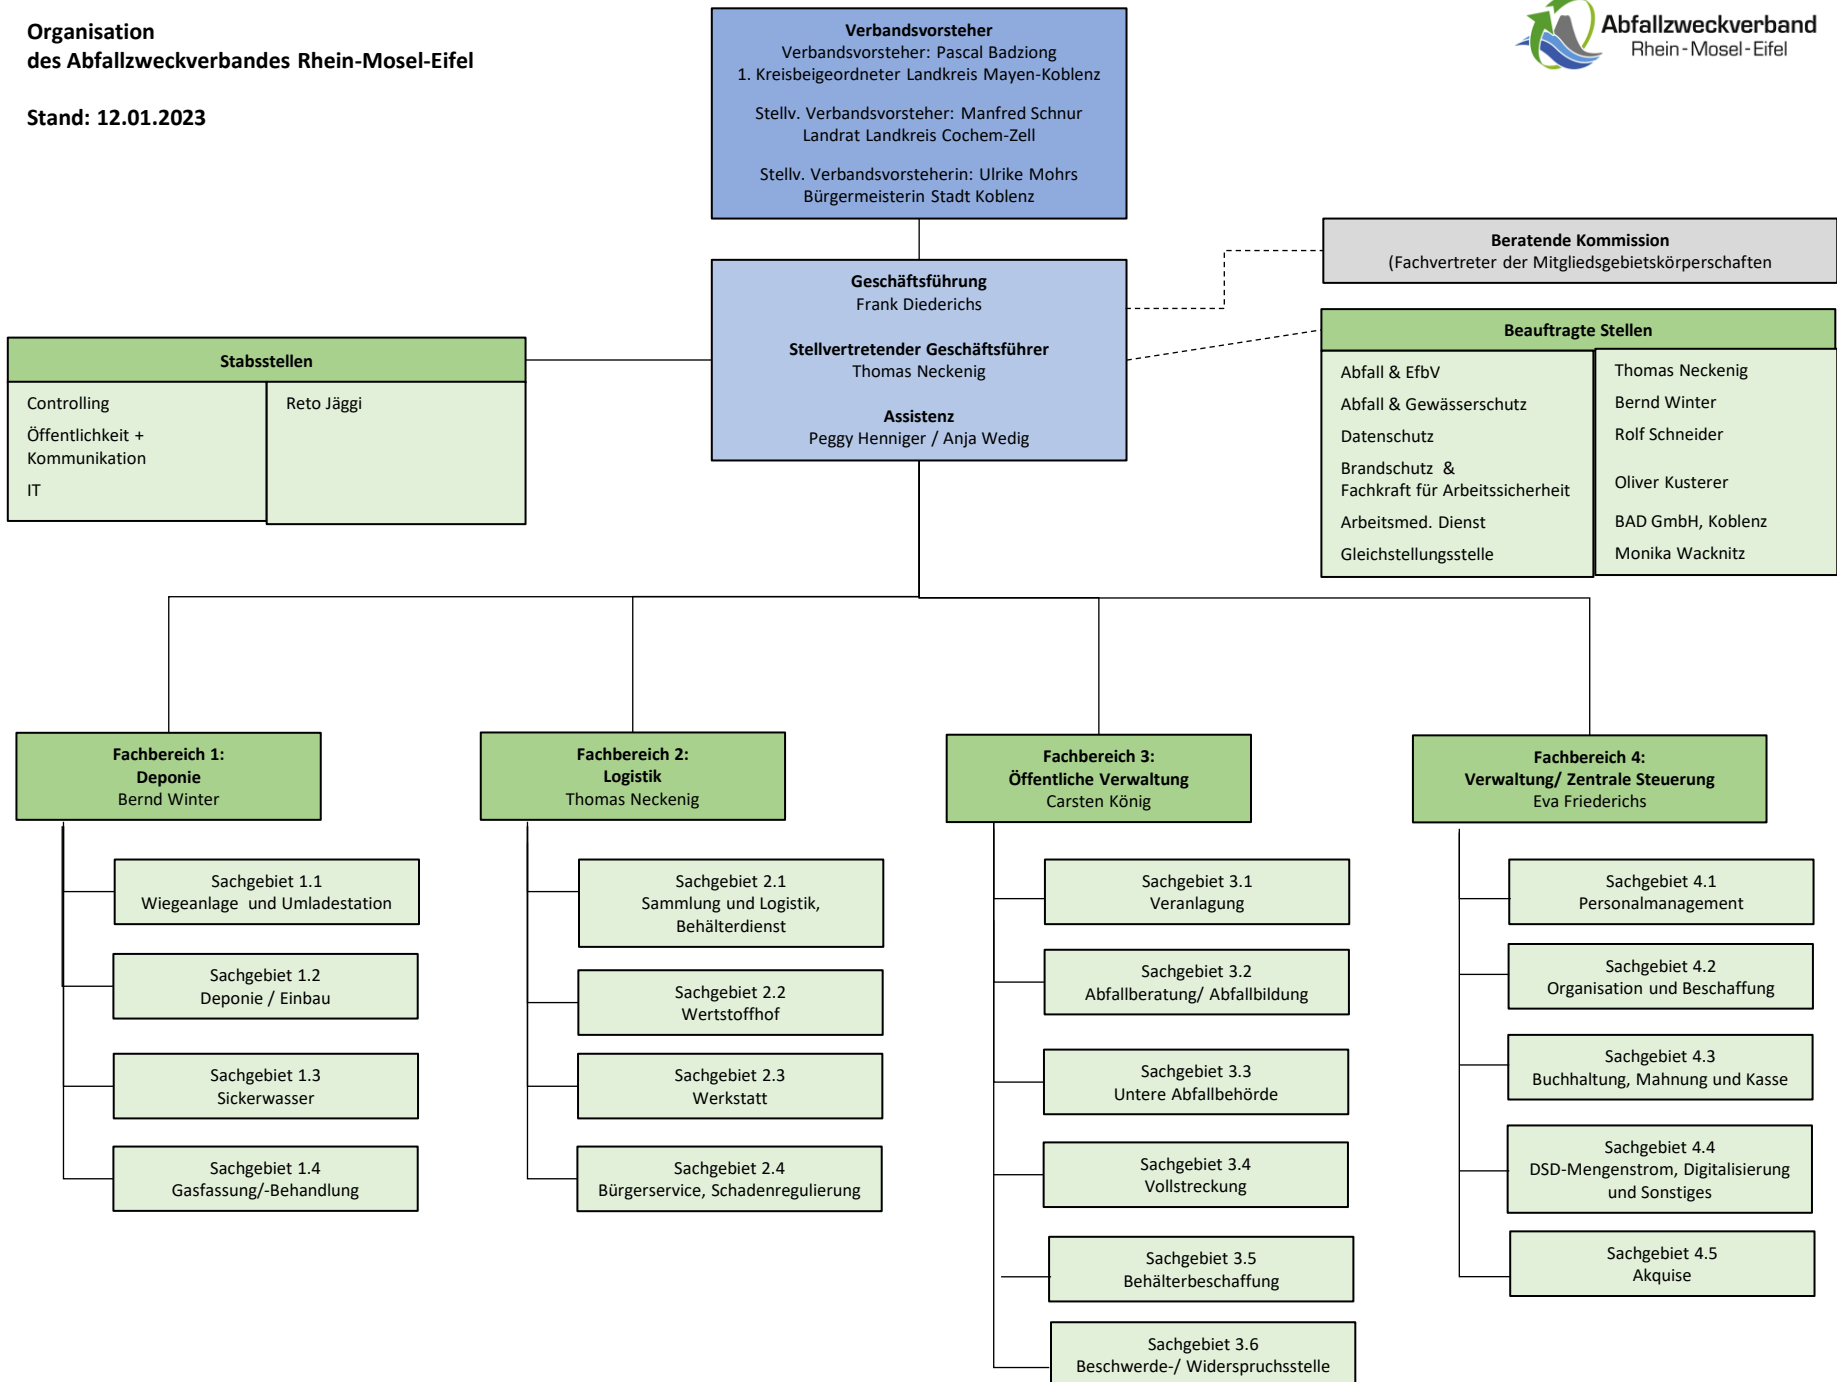 Organisation
des Abfallzweckverbandes Rhein-Mosel-Eifel
Stand: 12.01.2023
Abfallzweckverband
Rhein-Mosel-Eifel
Verbandsvorsteher
Verbandsvorsteher: Pascal Badziong
1. Kreisbeigeordneter Landkreis Mayen-Koblenz
Stellv. Verbandsvorsteher: Manfred Schnur
Landrat Landkreis Cochem-Zell
Stellv. Verbandsvorsteherin: Ulrike Mohrs
Bürgermeisterin Stadt Koblenz
Beratende Kommission
(Fachvertreter der Mitgliedsgebietskörperschaften
Geschäftsführung
Frank Diederichs
Stellvertretender Geschäftsführer
Thomas Neckenig
Assistenz
Peggy Henniger / Anja Wedig
Stabsstellen
Controlling
Öffentlichkeit +
Kommunikation
IT
Reto Jäggi
Beauftragte Stellen
Abfall & EfbV
Abfall & Gewässerschutz
Datenschutz
Brandschutz &
Fachkraft für Arbeitssicherheit
Arbeitsmed. Dienst
Gleichstellungsstelle
Thomas Neckenig
Bernd Winter
Rolf Schneider
Oliver Kusterer
BAD GmbH, Koblenz
Monika Wacknitz
Fachbereich 1:
Deponie
Bernd Winter
Sachgebiet 1.1
Wiegeanlage und Umladestation
Sachgebiet 1.2
Deponie / Einbau
Sachgebiet 1.3
Sickerwasser
Sachgebiet 1.4
Gasfassung/-Behandlung
Fachbereich 2:
Logistik
Thomas Neckenig
Sachgebiet 2.1
Sammlung und Logistik,
Behälterdienst
Sachgebiet 2.2
Wertstoffhof
Sachgebiet 2.3
Werkstatt
Sachgebiet 2.4
Bürgerservice, Schadenregulierung
Fachbereich 3:
Öffentliche Verwaltung
Carsten König
Sachgebiet 3.1
Veranlagung
Sachgebiet 3.2
Abfallberatung/ Abfallbildung
Sachgebiet 3.3
Untere Abfallbehörde
Sachgebiet 3.4
Vollstreckung
Sachgebiet 3.5
Behälterbeschaffung
Sachgebiet 3.6
Beschwerde-/ Widerspruchsstelle
Fachbereich 4:
Verwaltung/ Zentrale Steuerung
Eva Friederichs
Sachgebiet 4.1
Personalmanagement
Sachgebiet 4.2
Organisation und Beschaffung
Sachgebiet 4.3
Buchhaltung, Mahnung und Kasse
Sachgebiet 4.4
DSD-Mengenstrom, Digitalisierung
und Sonstiges
Sachgebiet 4.5
Akquise